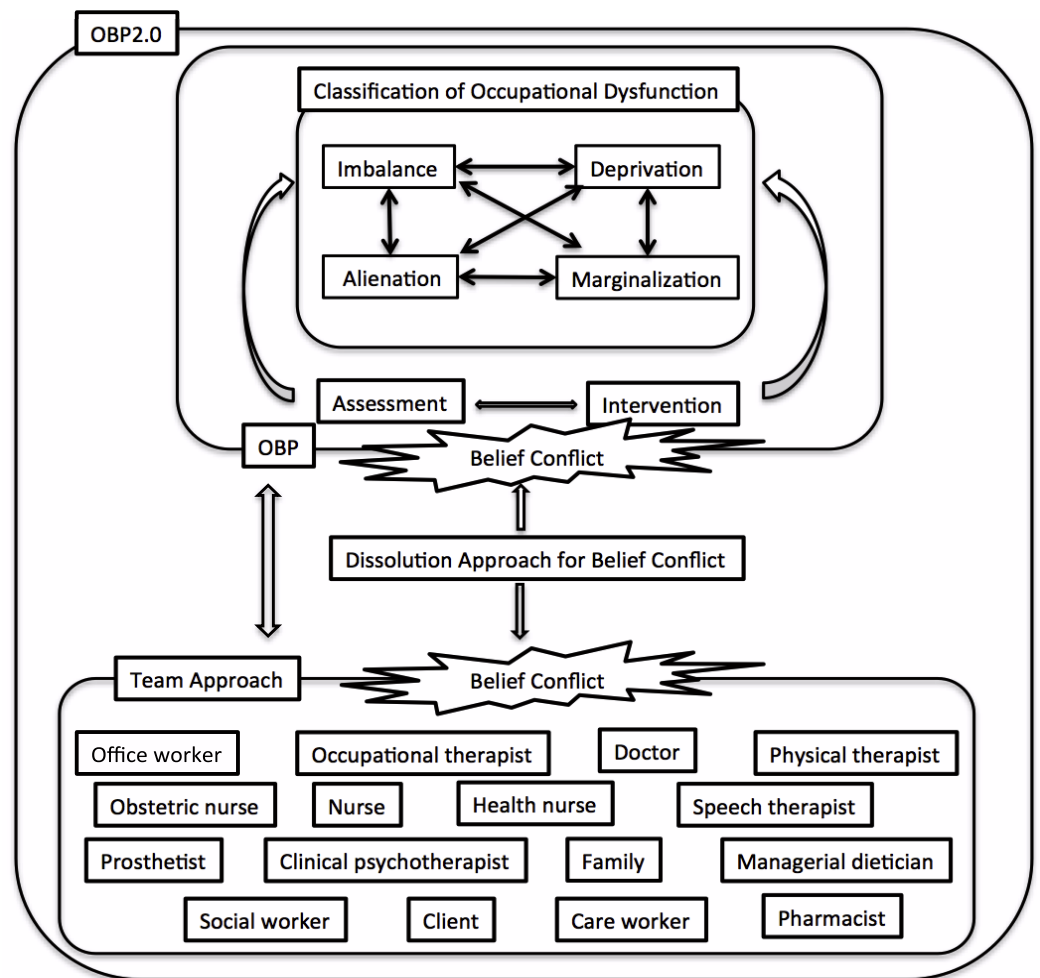 OBP2.0
Classification of Occupational Dysfunction
Imbalance
Deprivation
Alienation
Marginalization
Assessment
Intervention
OBP
Belief Conflict
Dissolution Approach for Belief Conflict
Team Approach
Belief Conflict
Office worker
Occupational therapist
Doctor
Physical therapist
Obstetric nurse
Nurse
Health nurse
Speech therapist
Prosthetist
Clinical psychotherapist
Family
Managerial dietician
Social worker
Client
Care worker
Pharmacist